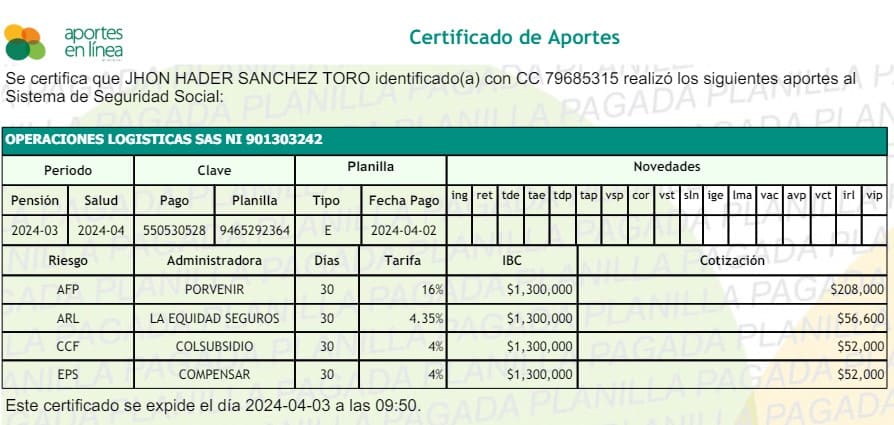 aportes
en línea
Certificado de Aportes
Se certifica que JHON HADER SANCHEZ TORO identificado(a) con CC 79685315 realizó los siguientes aportes al
Sistema de Seguridad Social:
OPERACIONES LOGISTICAS SAS NI 901303242
Periodo Clave Planilla Novedades
Pensión Salud Pago Planilla Tipo Fecha Pago ing ret tde tae tdp tap vsp cor vst sln ige lma vac avp vct irl vip
2024-03 2024-04 550530528 9465292364 E 2024-04-02
Riesgo Administradora Días Tarifa IBC Cotización
AFP PORVENIR 30 16% $1,300,000 $208,000
ARL LA EQUIDAD SEGUROS 30 4.35% $1,300,000 $56,600
CCF COLSUBSIDIO 30 4% $1,300,000 $52,000
EPS COMPENSAR 30 4% $1,300,000 $52,000
Este certificado se expide el día 2024-04-03 a las 09:50.
PLANILLA PAGADA